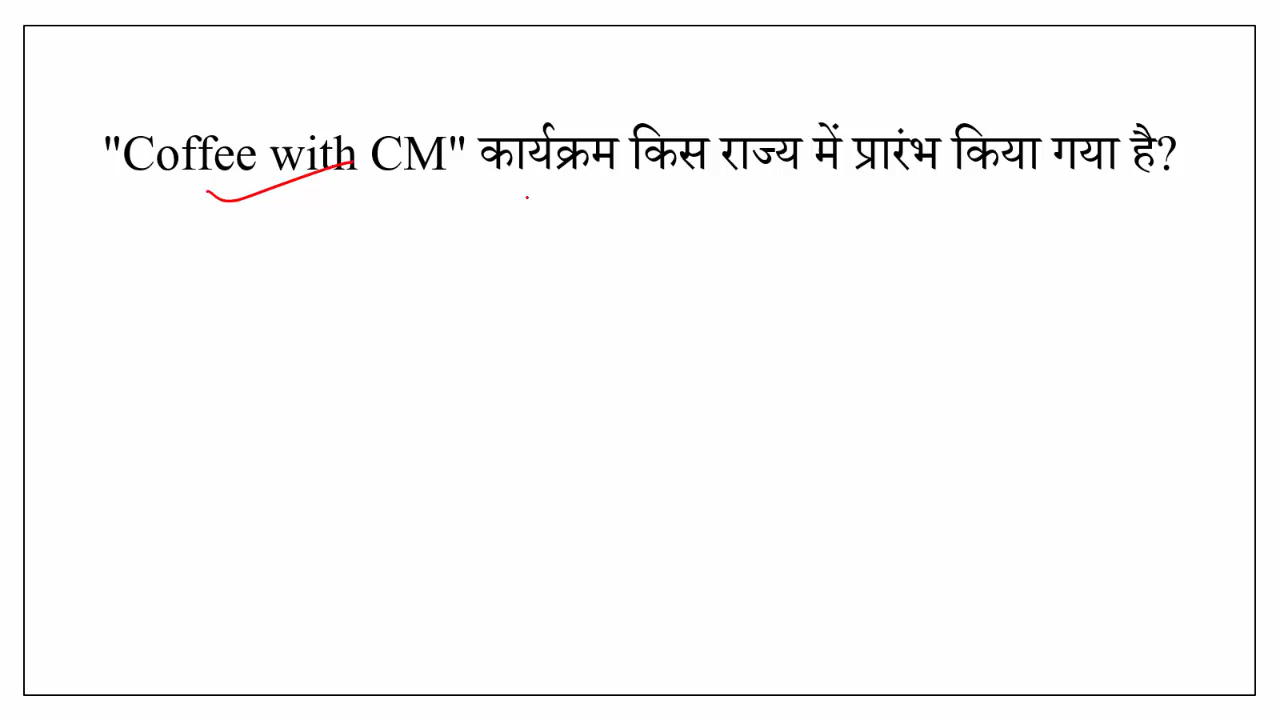 "Coffee with CM" कार्यक्रम किस राज्य में प्रारंभ किया गया है?